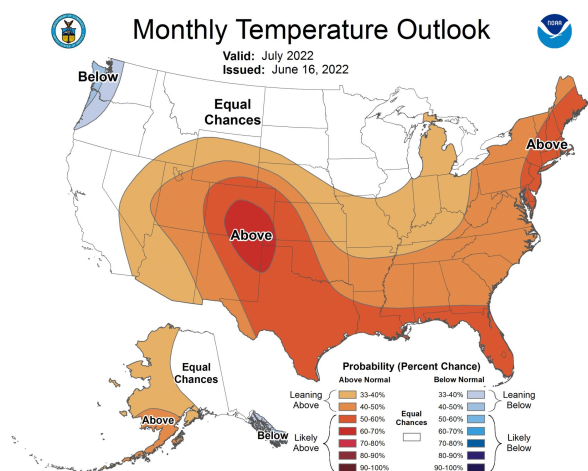 Monthly Temperature Outlook
NOAA
Valid: July 2022
Issued: June 16, 2022
Below
Equal
Chances
Above
Above
Equal
Chances
Above
Below
Probability (Percent Chance)
Above Normal
Below Normal
Leaning
Above
33-40%
40-50%
50-60%
60-70%
70-80%
80-90%
90-100%
Likely
Above
Equal
Chances
33-40%
40-50%
50-60%
60-70%
70-80%
80-90%
90-100%
Leaning
Below
Likely
Below